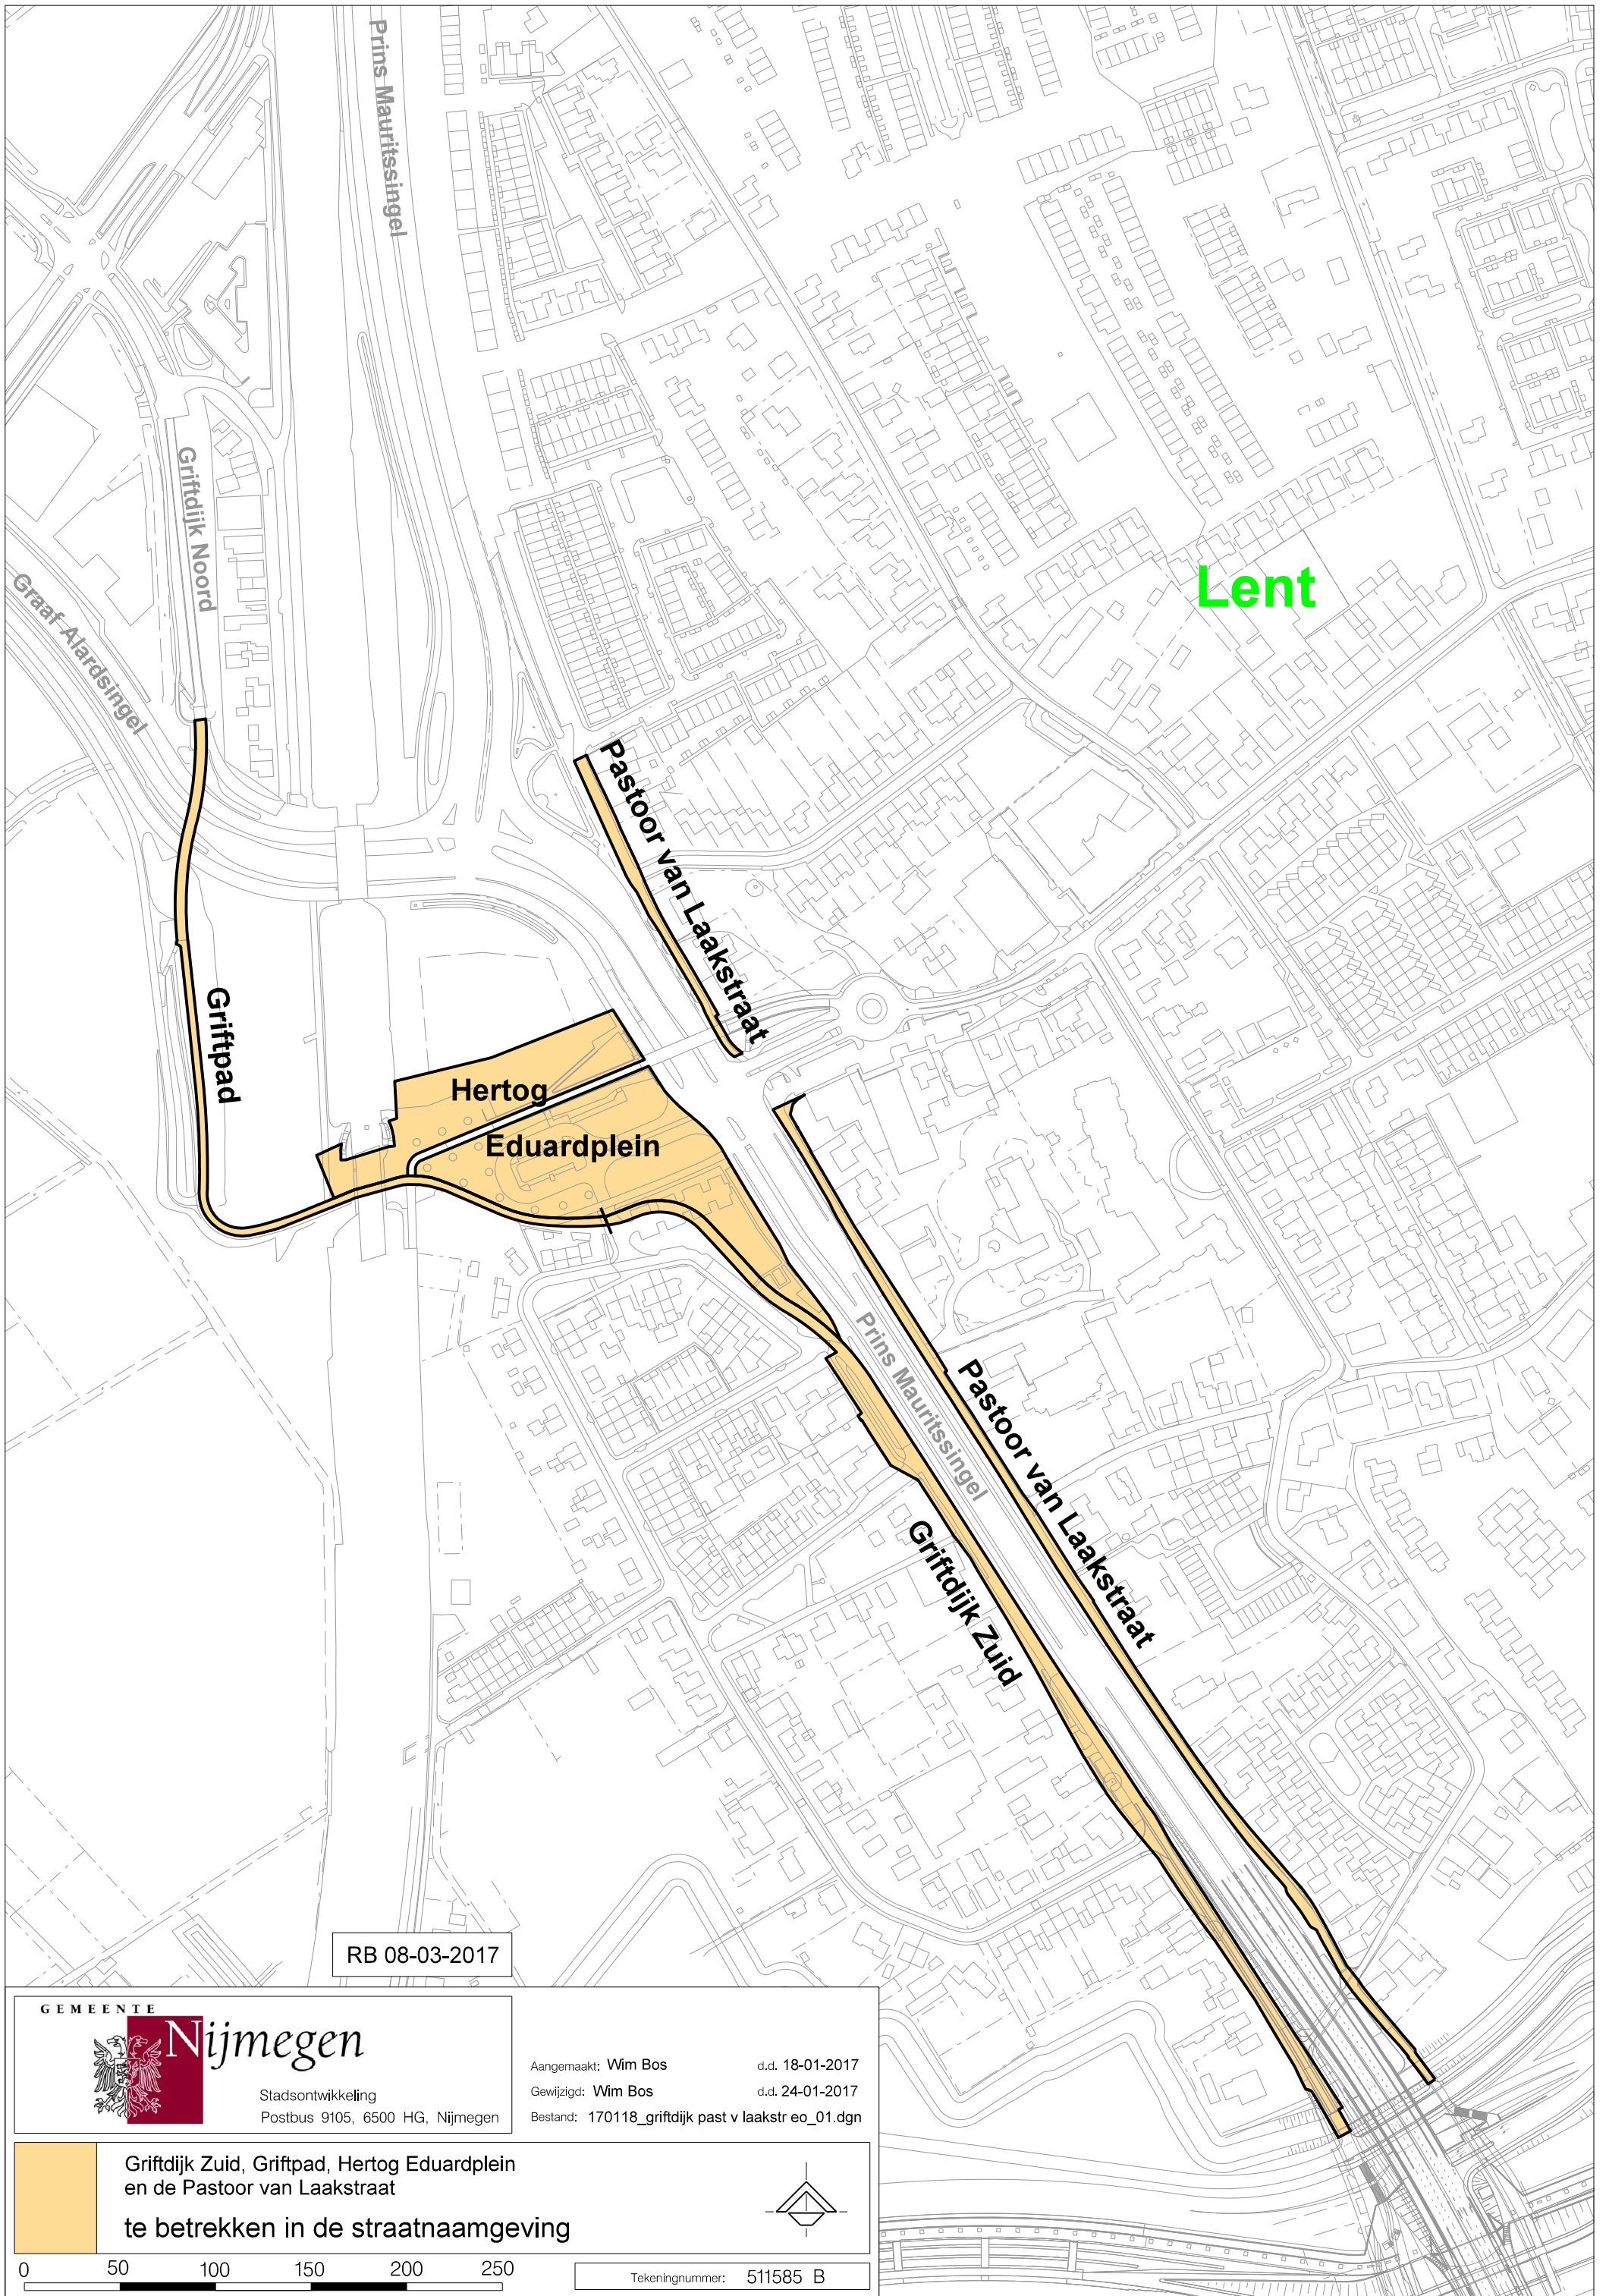 Prins Mauritssingel
Griftdijk Noord
Graaf Alardsingel
Lent
Pastoor van Laakstraat
Griftpad
Hertog
Eduardplein
Prins Mauritssingel
Pastoor van Laakstraat
Griftdijk Zuid
RB 08-03-2017
GEMEENTE
Nijmegen
Stadsontwikkeling
Postbus 9105, 6500 HG, Nijmegen
Aangemaakt: Wim Bos d.d. 18-01-2017
Gewijzigd: Wim Bos d.d. 24-01-2017
Bestand: 170118_griftdijk past v laakstr eo_01.dgn
Griftdijk Zuid, Griftpad, Hertog Eduardplein
en de Pastoor van Laakstraat
te betrekken in de straatnaamgeving
0 50 100 150 200 250
Tekeningnummer: 511585 B